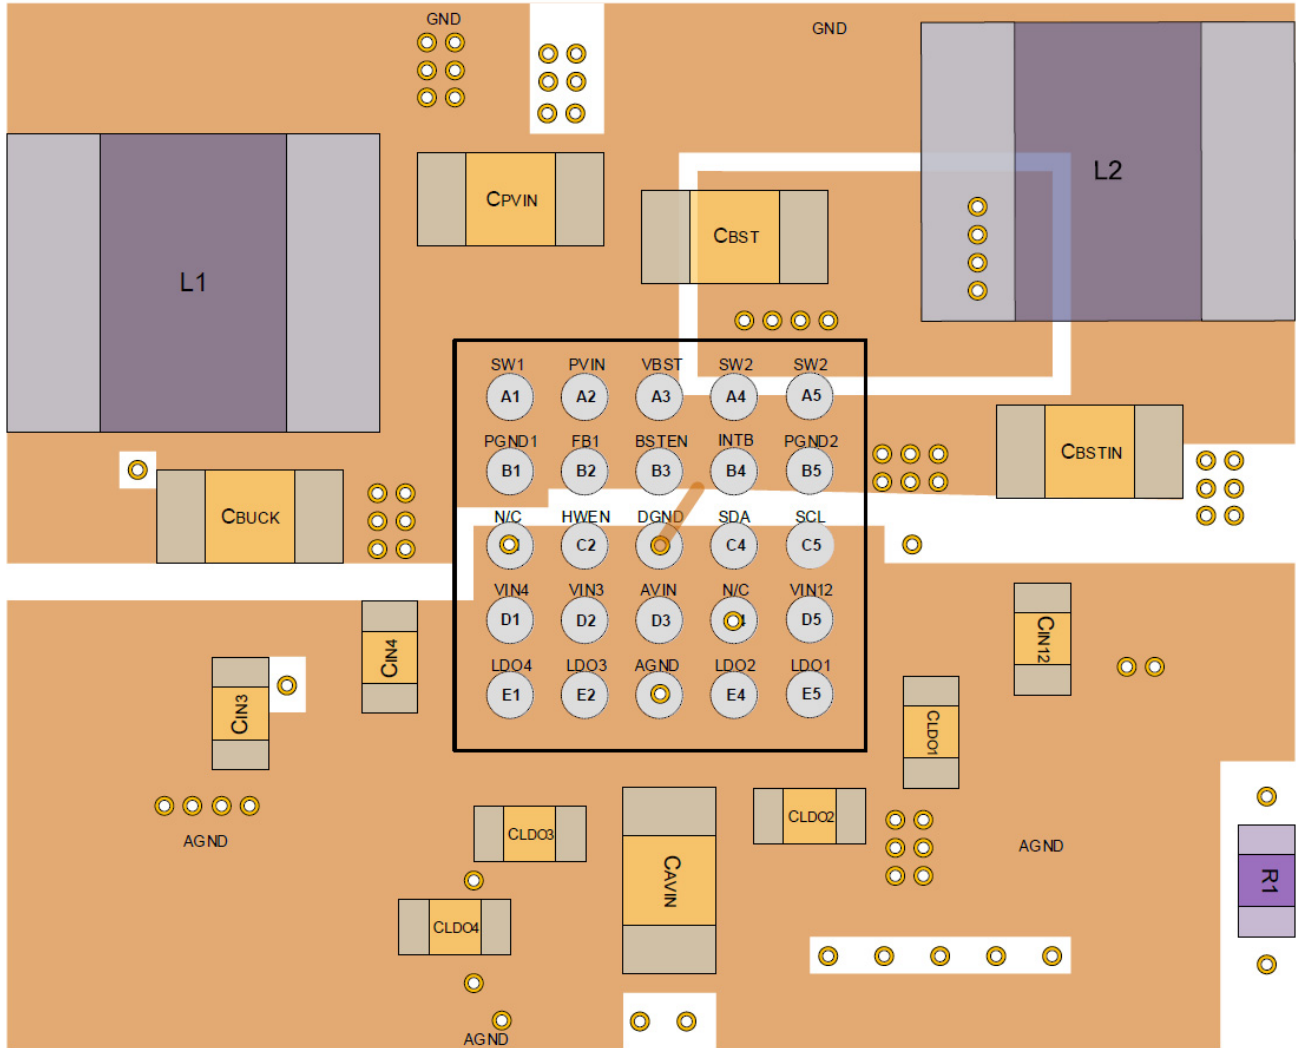 GND
GND
L1
CPVIN
CBST
L2
SW1 PVIN VBST SW2 SW2
A1 A2 A3 A4 A5
PGND1 FB1 BSTEN INTB PGND2
B1 B2 B3 B4 B5
CBSTIN
CBUCK
N/C HWEN DGND SDA SCL
C2 C4 C5
VIN4 VIN3 AVIN N/C VIN12
D1 D2 D3 D5
CIN4
CIN12
LDO4 LDO3 AGND LDO2 LDO1
E1 E2 E4 E5
CIN3
CLDO1
AGND
CLDO3
CLDO2
AGND
CAVIN
R1
CLDO4
AGND